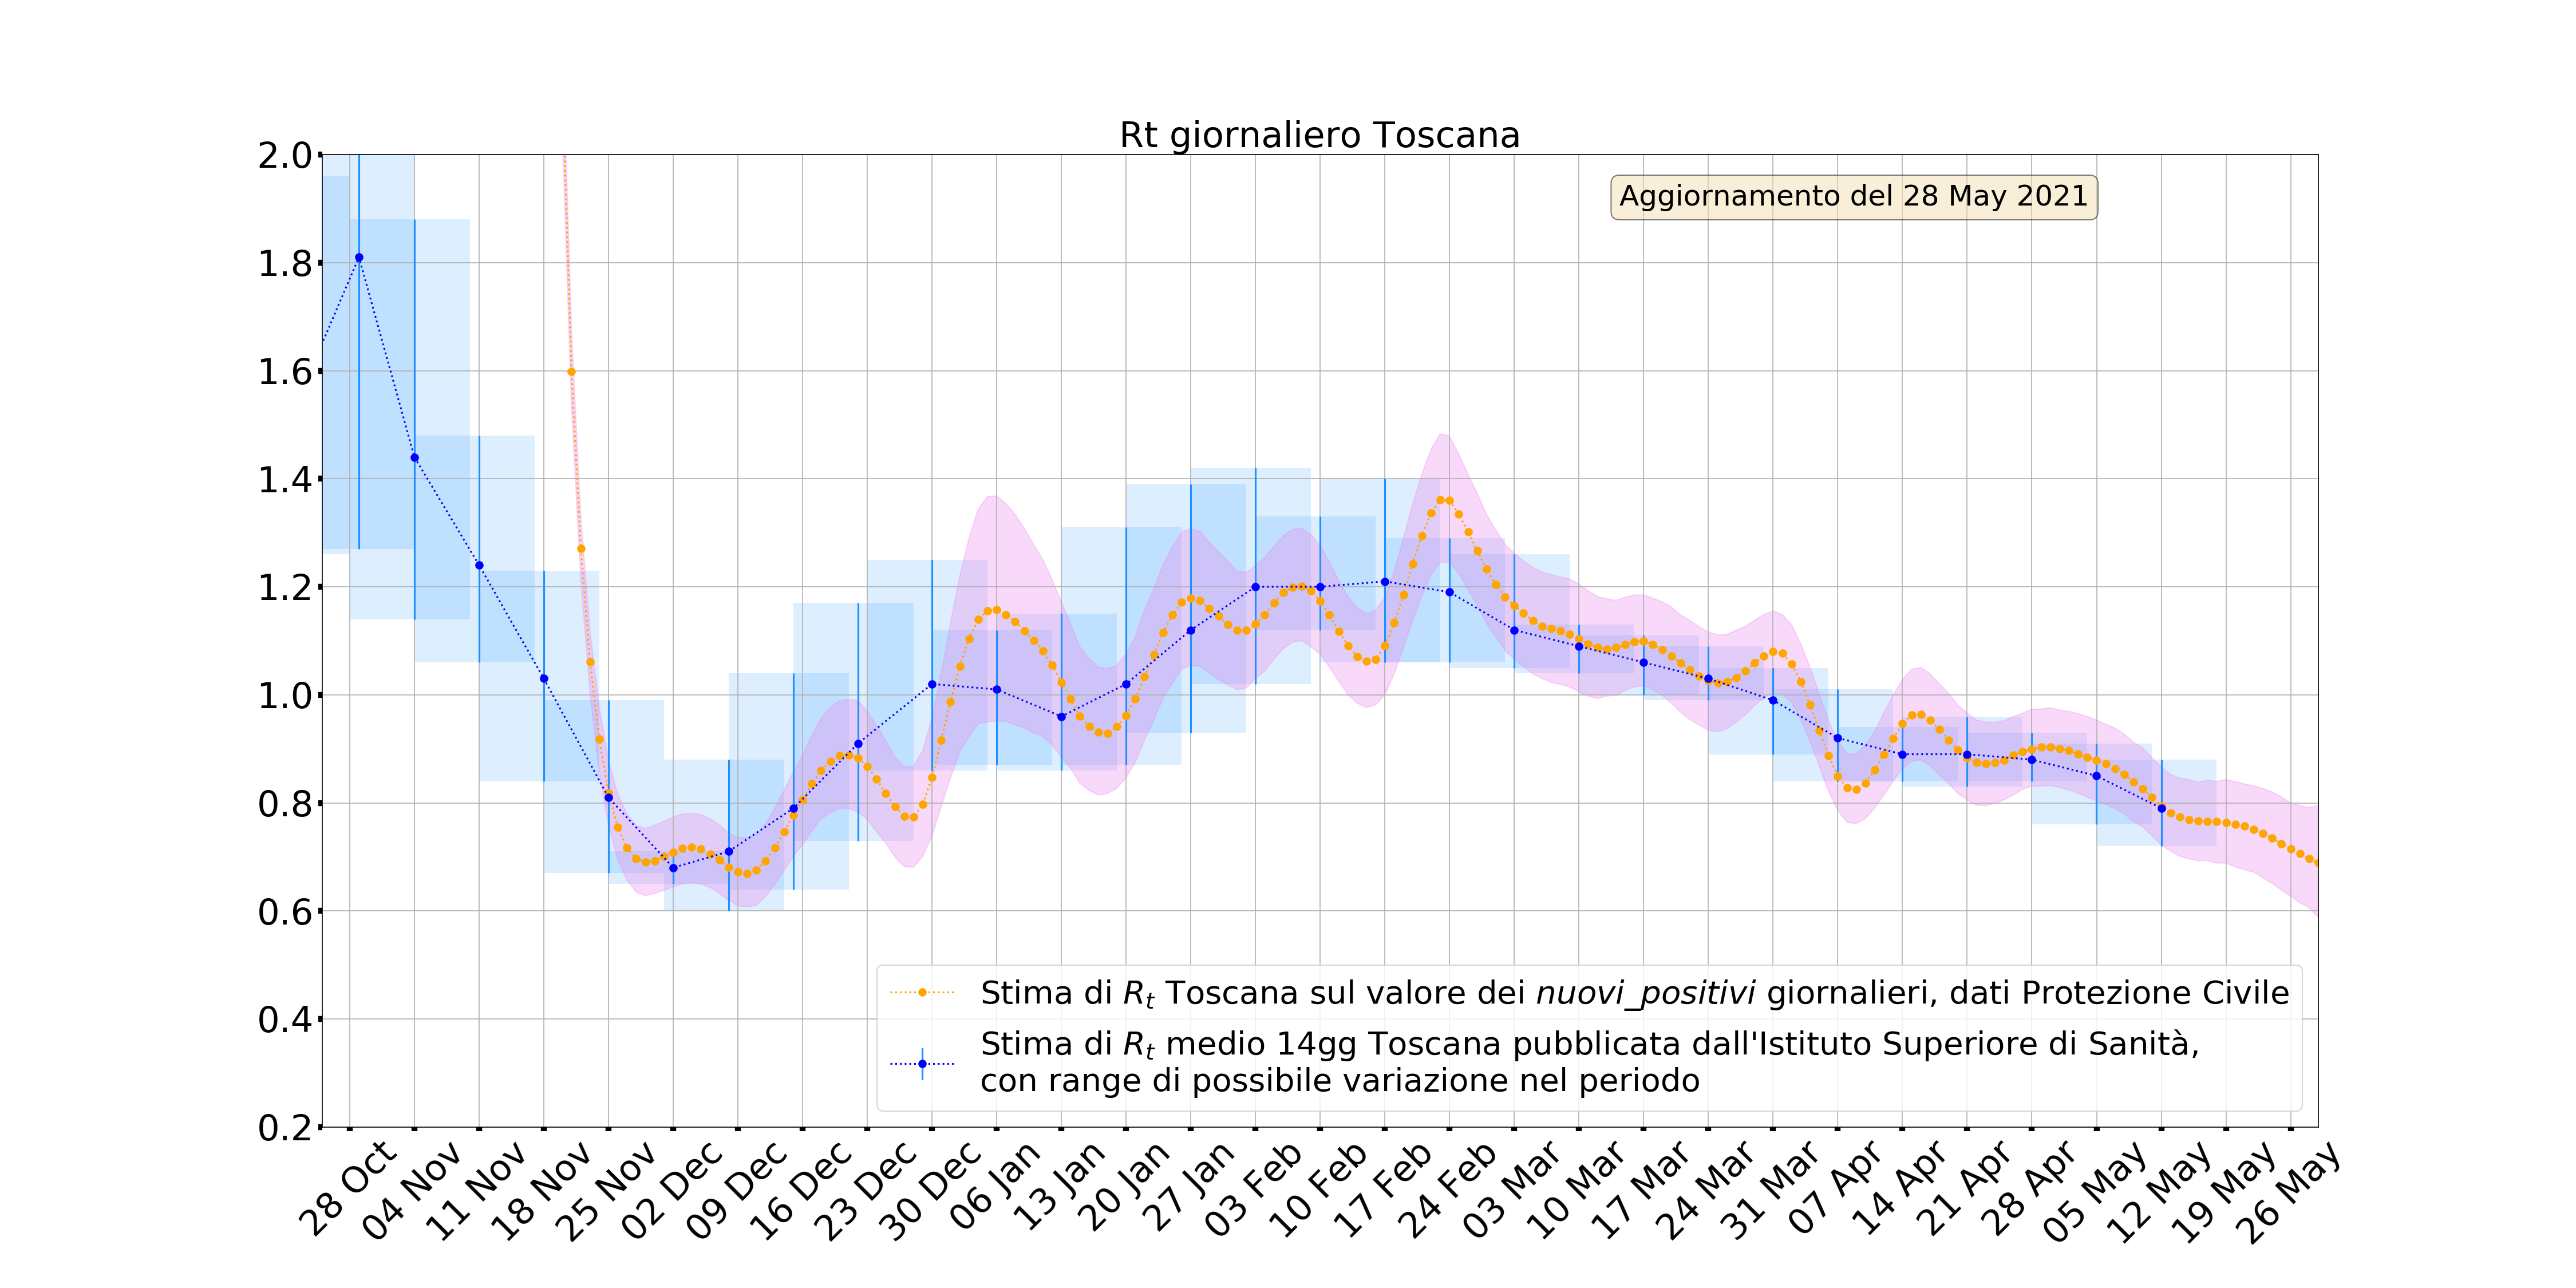 Rt giornaliero Toscana
Aggiornamento del 28 May 2021
2.0
1.8
1.6
1.4
1.2
1.0
0.8
0.6
0.4
0.2
Stima di Rt Toscana sul valore dei nuovi_positivi giornalieri, dati Protezione Civile
Stima di Rt medio 14gg Toscana pubblicata dall'Istituto Superiore di Sanità,
con range di possibile variazione nel periodo
28 Oct
04 Nov
11 Nov
18 Nov
25 Nov
02 Dec
09 Dec
16 Dec
23 Dec
30 Dec
06 Jan
13 Jan
20 Jan
27 Jan
03 Feb
10 Feb
17 Feb
24 Feb
03 Mar
10 Mar
17 Mar
24 Mar
31 Mar
07 Apr
14 Apr
21 Apr
28 Apr
05 May
12 May
19 May
26 May